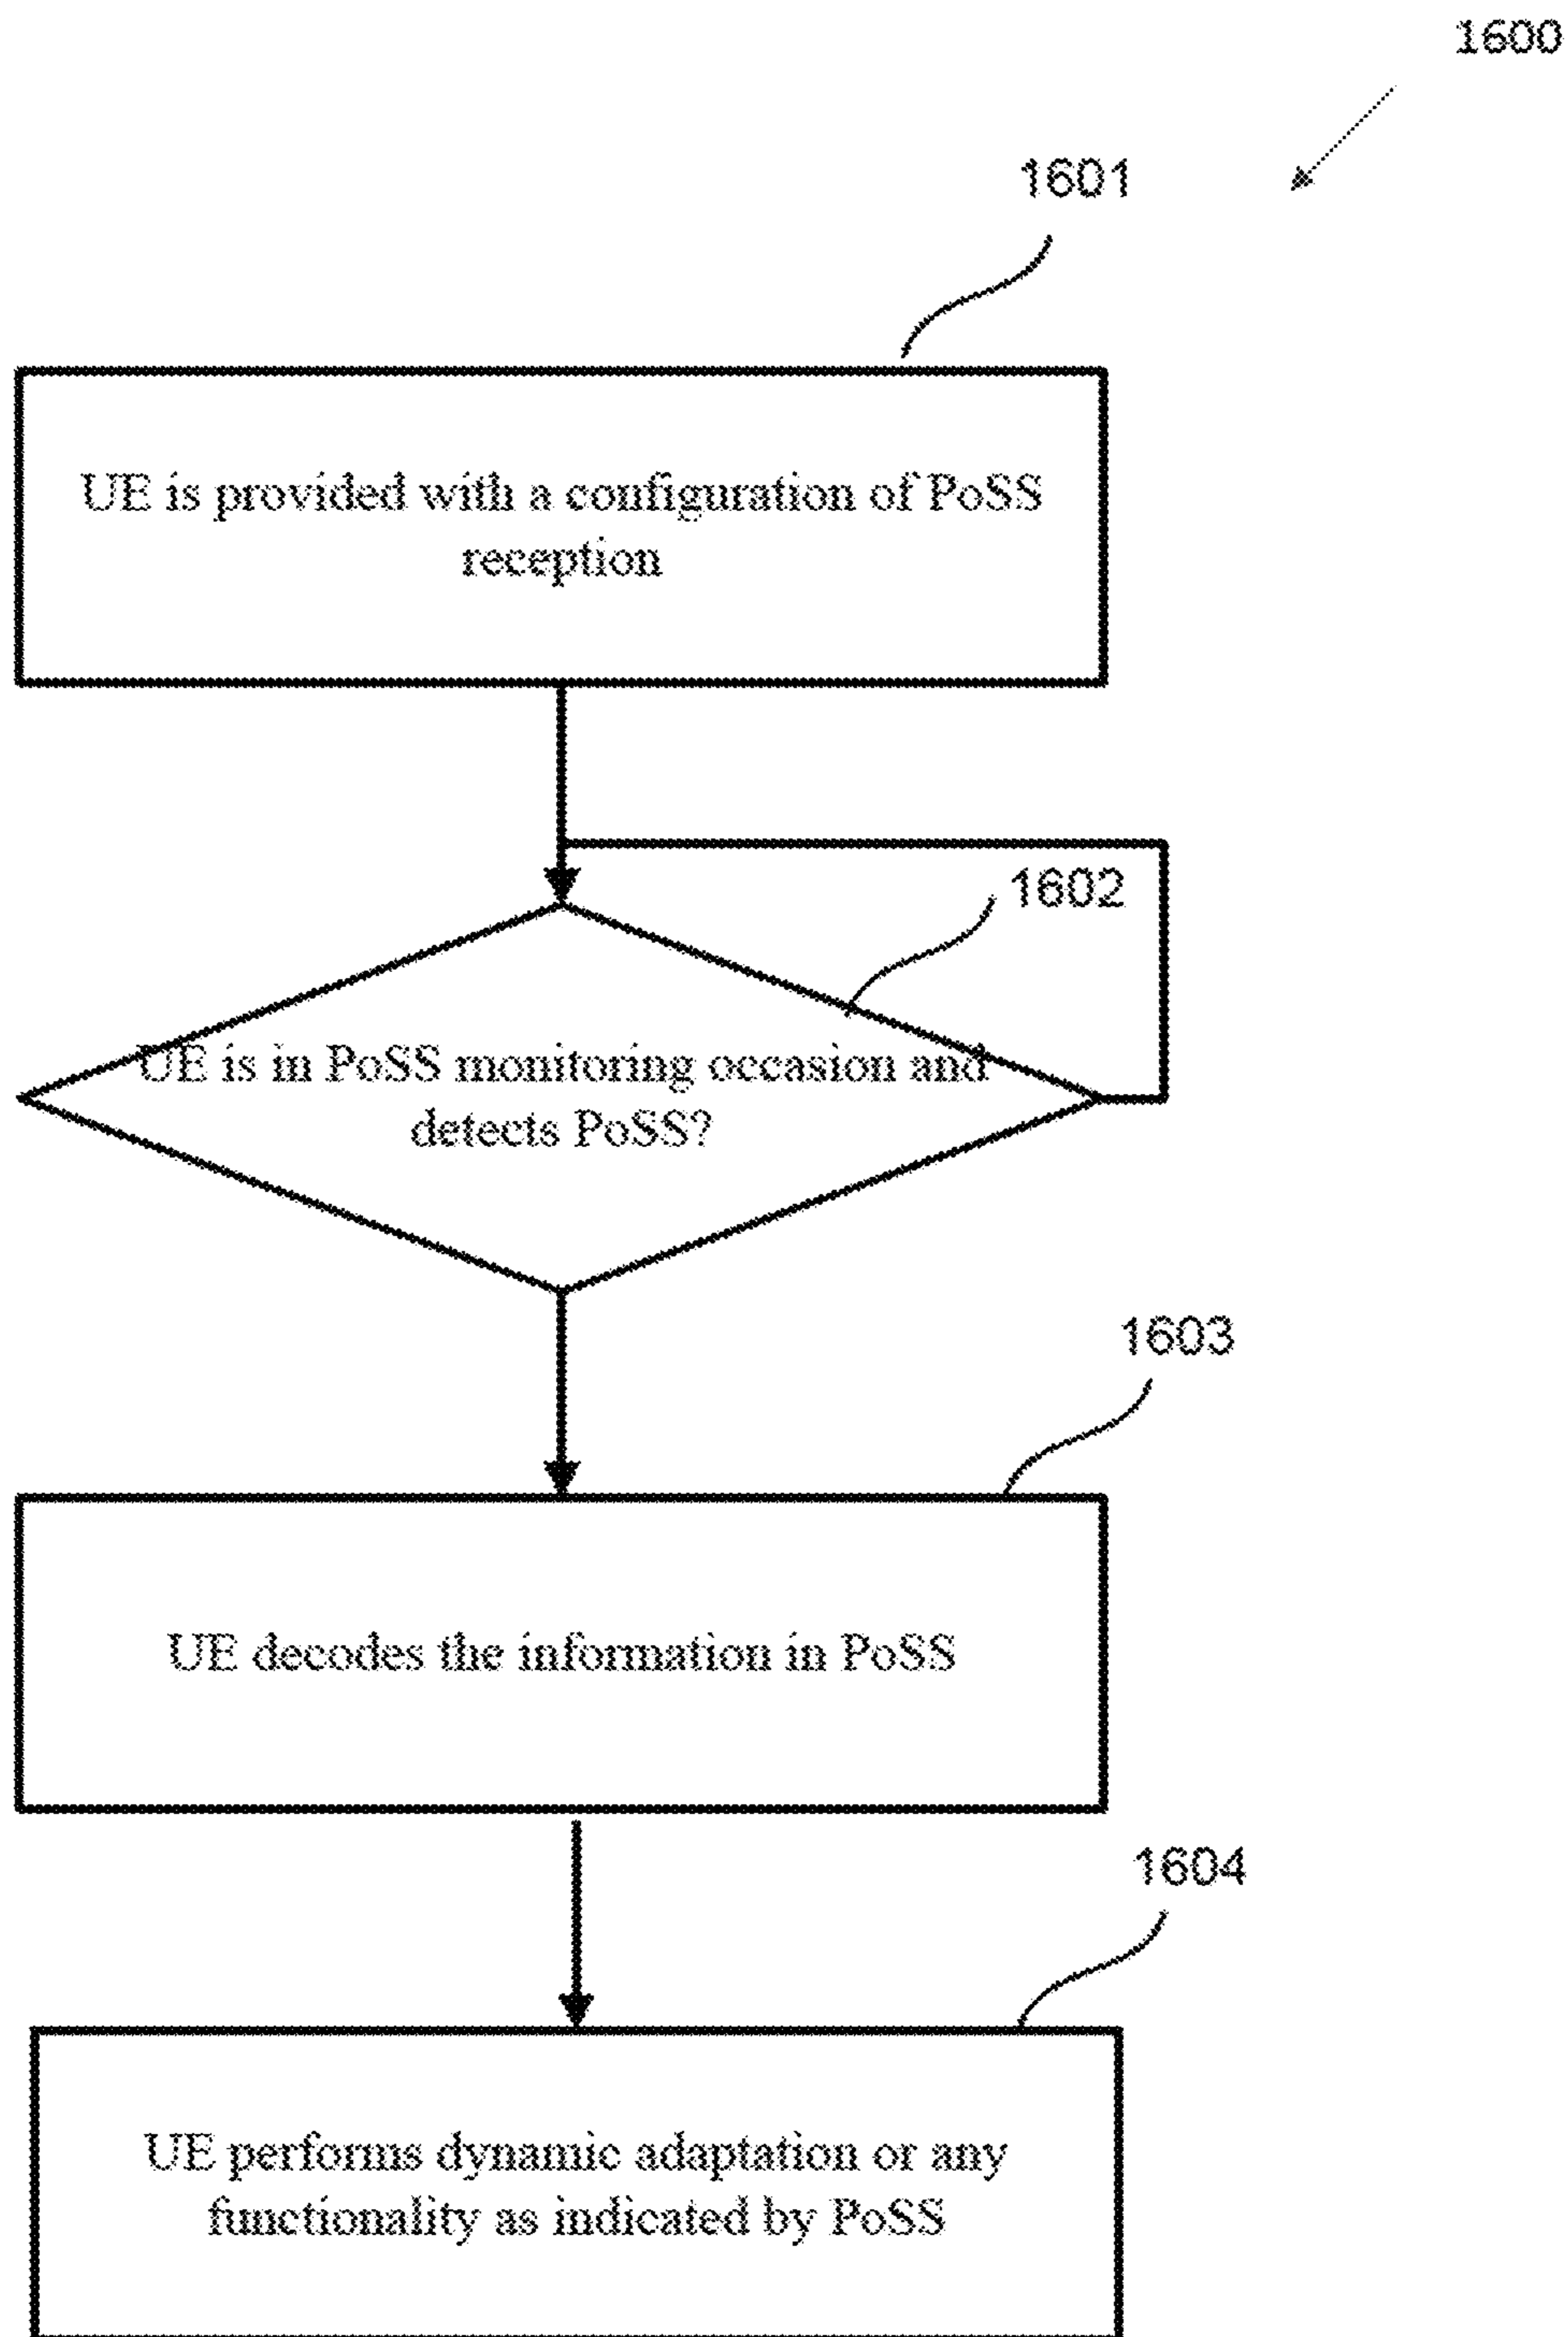 1600
1601
UE is provided with a configuration of PoSS
reception
1602
UE is in PoSS monitoring occasion and
detects PoSS?
1603
UE decodes the information in PoSS
1604
UE performs dynamic adaptation or any
functionality as indicated by PoSS